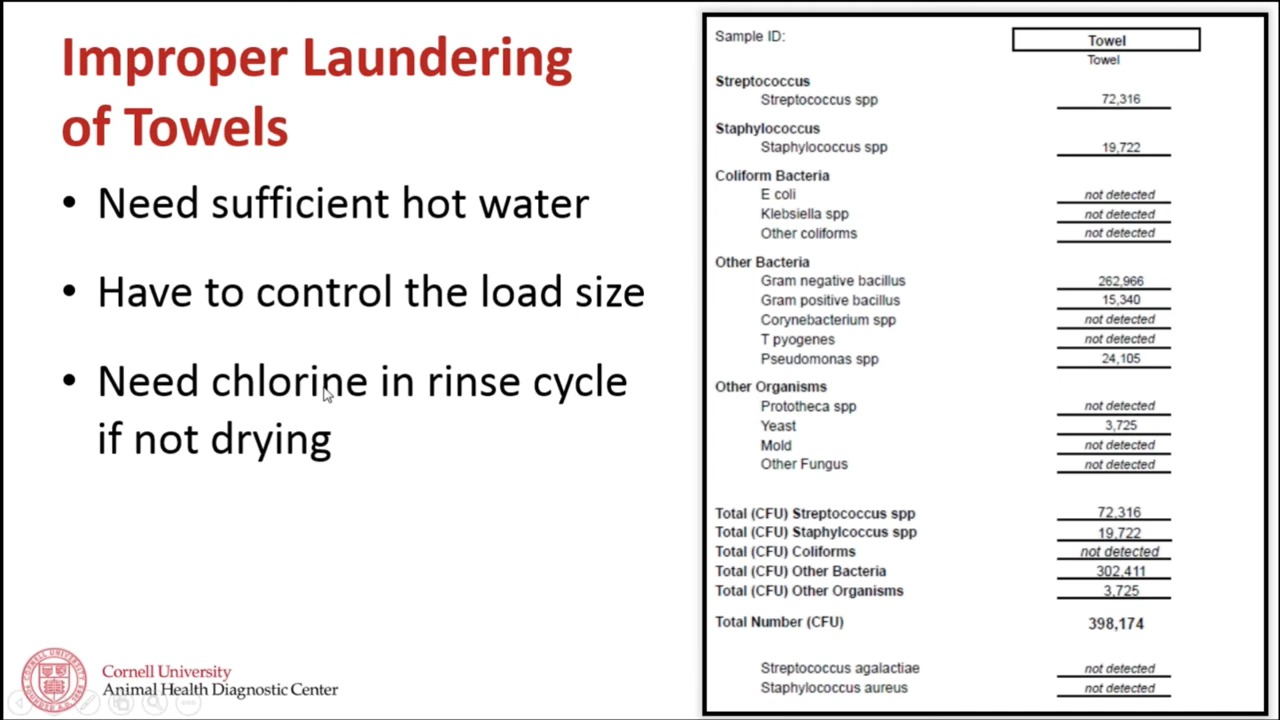 Improper Laundering
of Towels
• Need sufficient hot water
• Have to control the load size
• Need chlorine in rinse cycle
if not drying
CORNELL UNIVERSITY
Cornell University
Animal Health Diagnostic Center
Sample ID: Towel
Towel
Streptococcus
Streptococcus spp 72,316
Staphylococcus
Staphylococcus spp 19,722
Coliform Bacteria
E coli not detected
Klebsiella spp not detected
Other coliforms not detected
Other Bacteria
Gram negative bacillus 262,966
Gram positive bacillus 15,340
Corynebacterium spp not detected
T pyogenes not detected
Pseudomonas spp 24,105
Other Organisms
Prototheca spp not detected
Yeast 3,725
Mold not detected
Other Fungus not detected
Total (CFU) Streptococcus spp 72,316
Total (CFU) Staphylcoccus spp 19,722
Total (CFU) Coliforms not detected
Total (CFU) Other Bacteria 302,411
Total (CFU) Other Organisms 3,725
Total Number (CFU) 398,174
Streptococcus agalactiae not detected
Staphylococcus aureus not detected